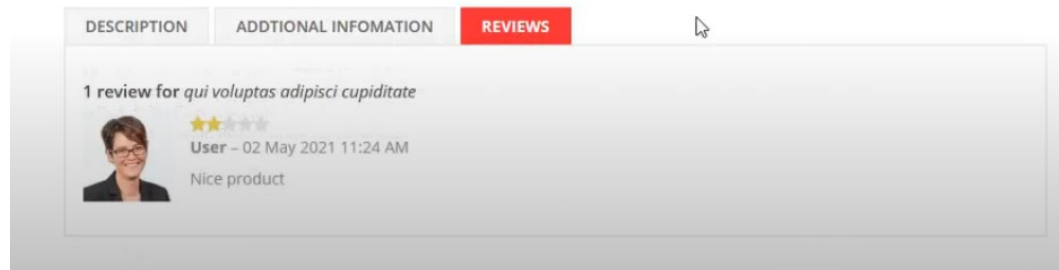 DESCRIPTION ADDTIONAL INFOMATION REVIEWS
1 review for qui voluptas adipisci cupiditate
User – 02 May 2021 11:24 AM
Nice product